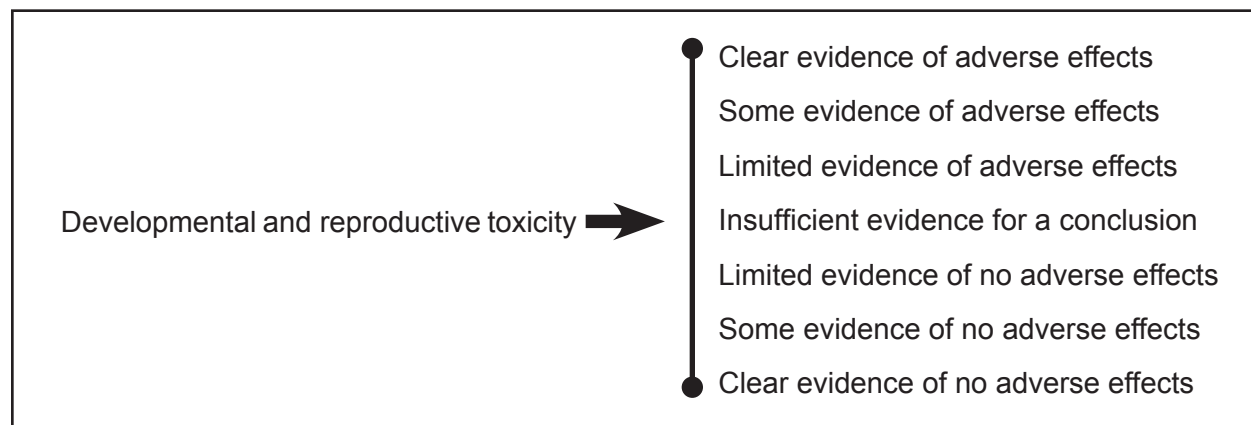 Clear evidence of adverse effects
Some evidence of adverse effects
Limited evidence of adverse effects
Developmental and reproductive toxicity
Insufficient evidence for a conclusion
Limited evidence of no adverse effects
Some evidence of no adverse effects
Clear evidence of no adverse effects